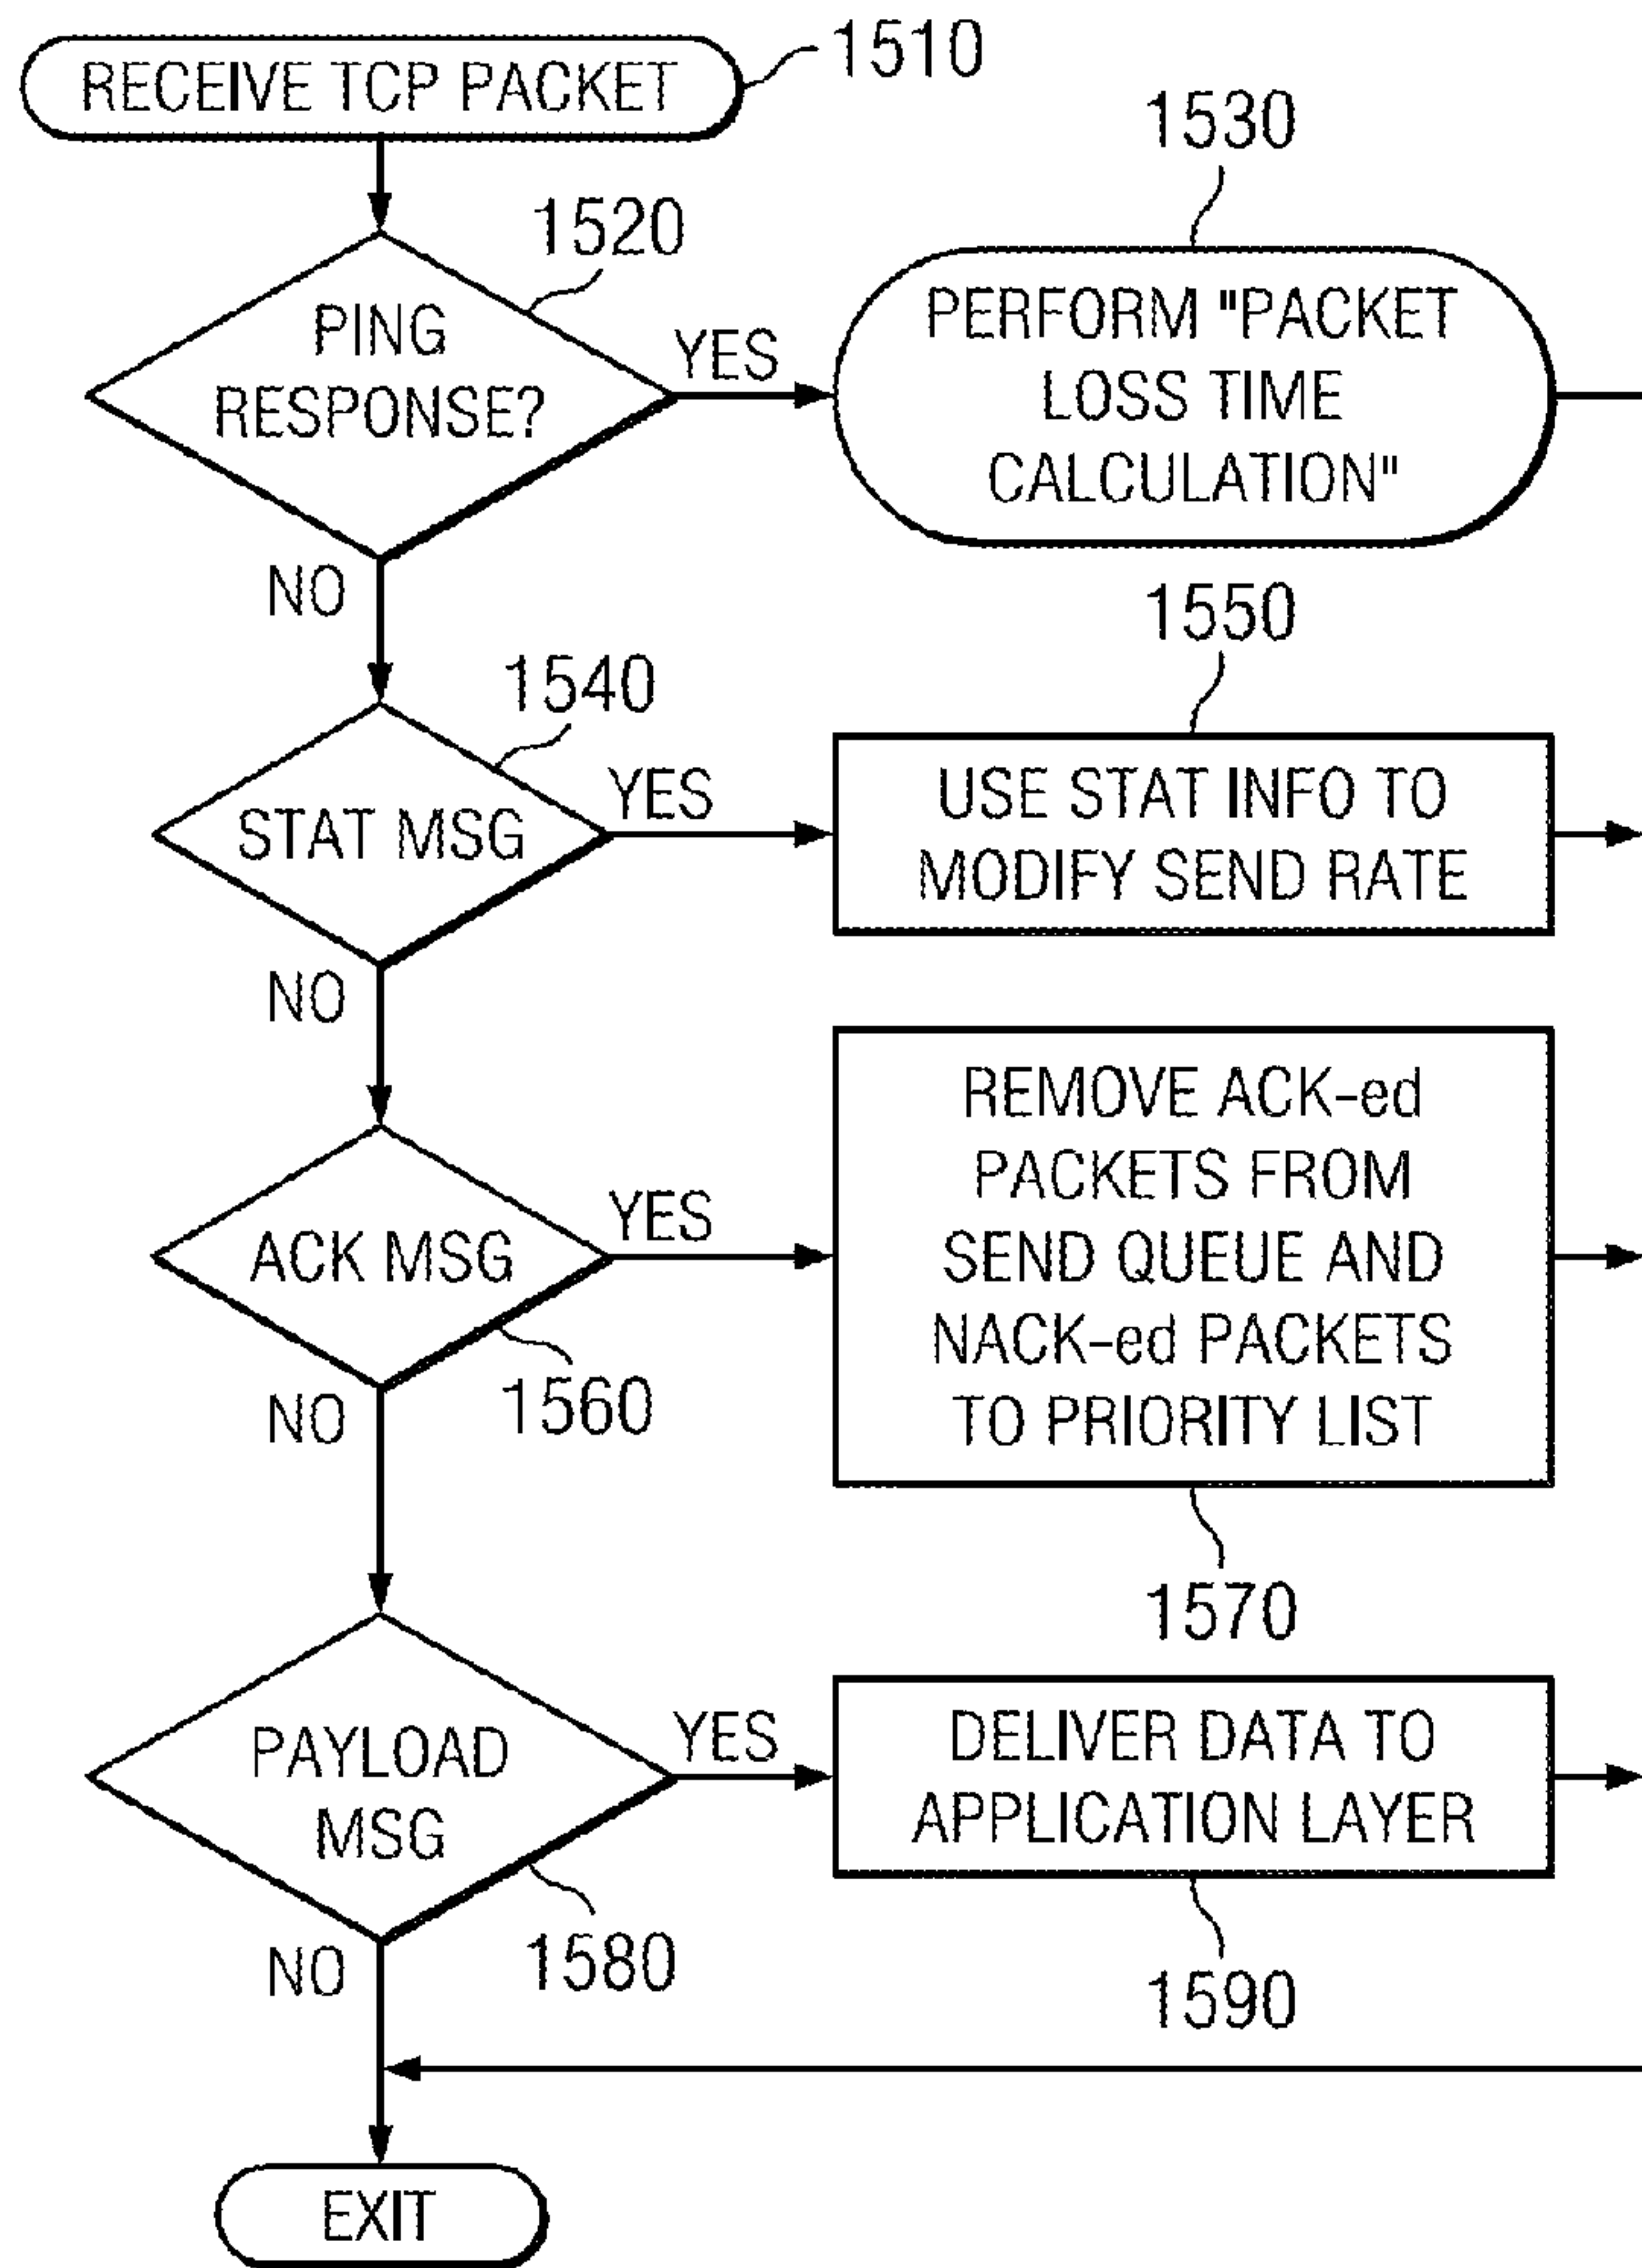 RECEIVE TCP PACKET
1510
1530
1520
PING
RESPONSE?
YES
PERFORM "PACKET
LOSS TIME
CALCULATION"
NO
1550
1540
STAT MSG
YES
USE STAT INFO TO
MODIFY SEND RATE
NO
ACK MSG
YES
REMOVE ACK-ed
PACKETS FROM
SEND QUEUE AND
NACK-ed PACKETS
TO PRIORITY LIST
1560
NO
1570
PAYLOAD
MSG
YES
DELIVER DATA TO
APPLICATION LAYER
1580
NO
1590
EXIT